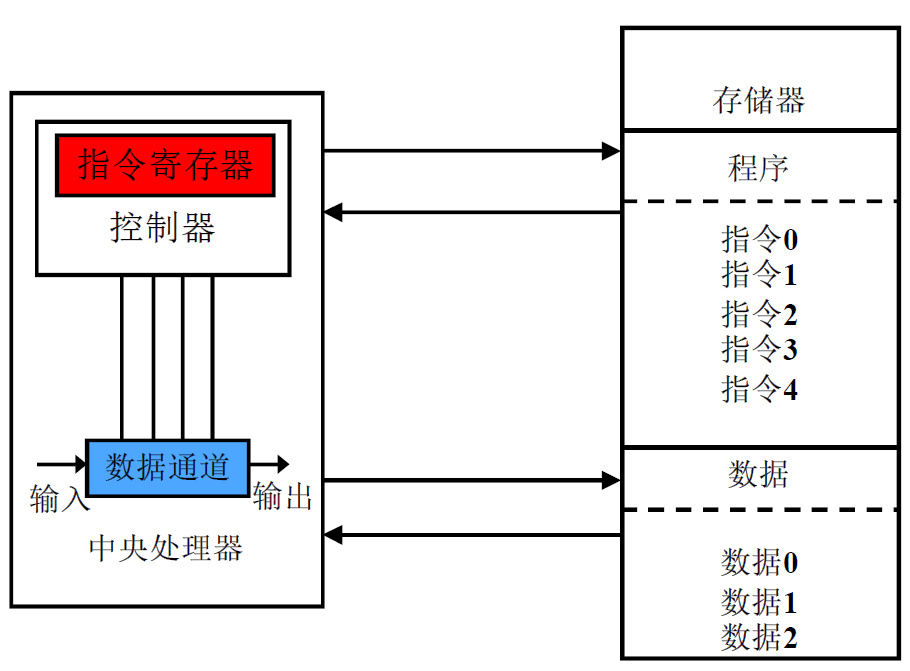 指令寄存器
控制器
数据通道
输入
输出
中央处理器
存储器
程序
指令0
指令1
指令2
指令3
指令4
数据
数据0
数据1
数据2